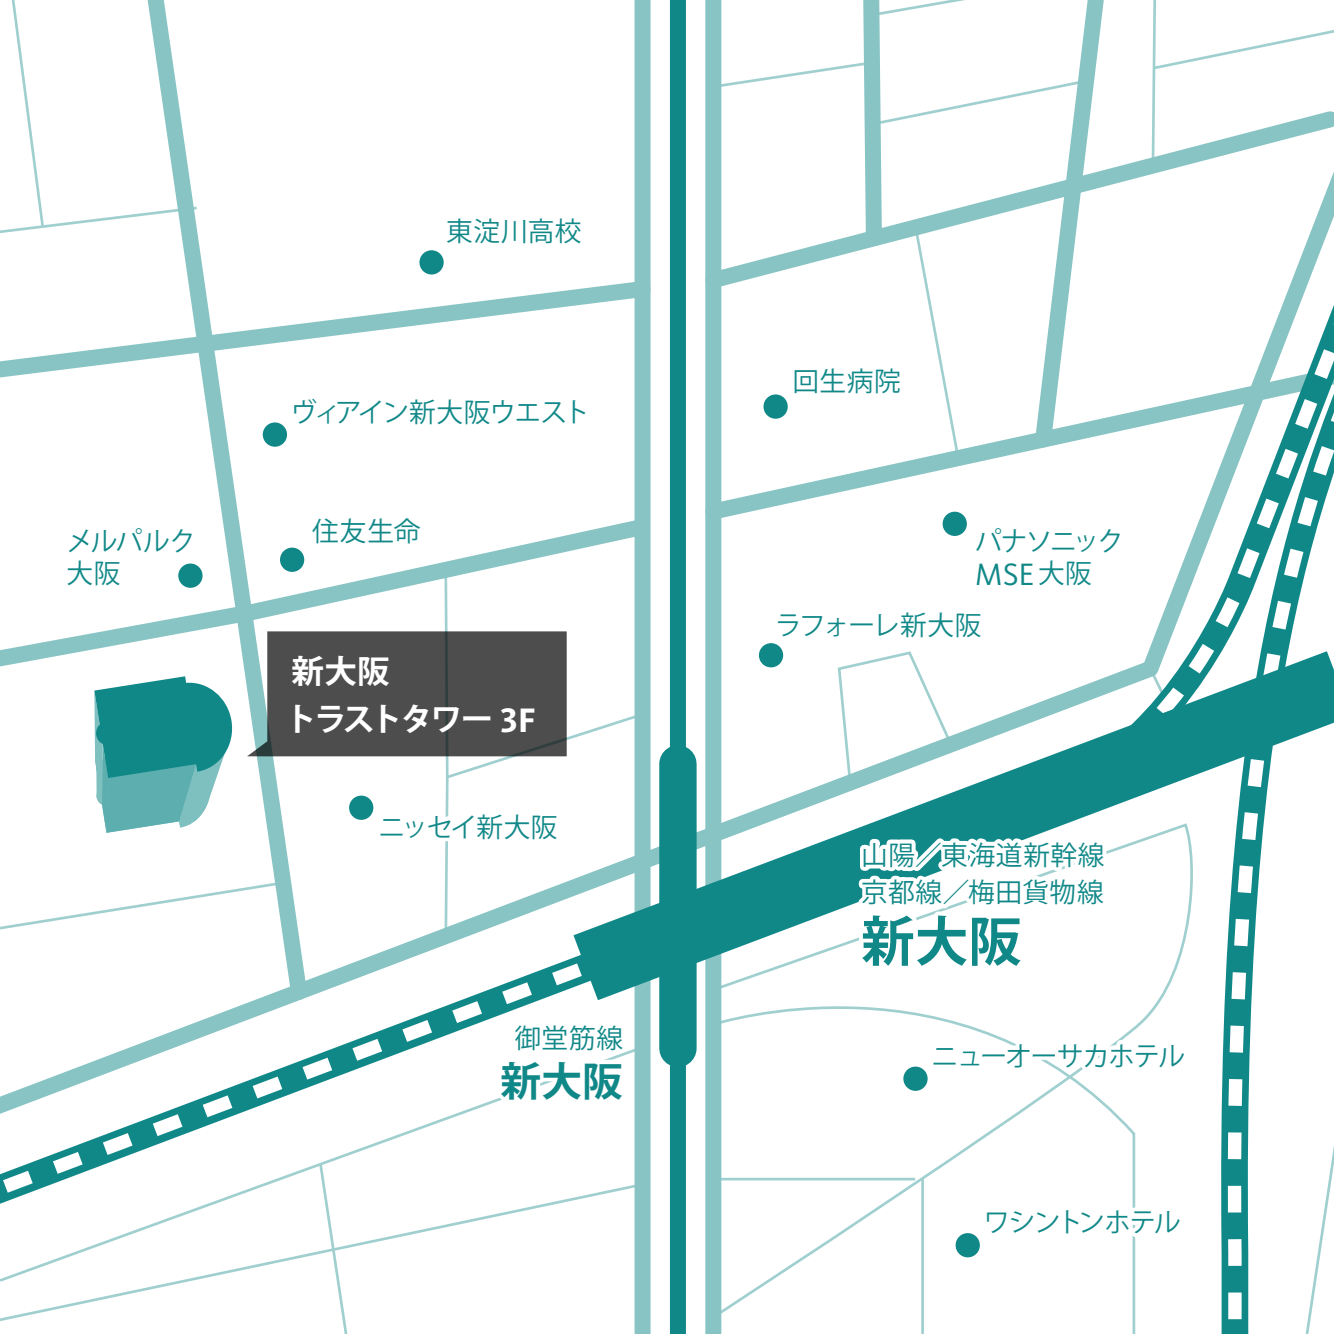 東淀川高校
回生病院
ヴィアイン新大阪ウエスト
住友生命
メルパルク
大阪
パナソニック
MSE 大阪
ラフォーレ新大阪
新大阪
トラストタワー 3F
ニッセイ新大阪
山陽／東海道新幹線
京都線／梅田貨物線
新大阪
御堂筋線
新大阪
ニューオーサカホテル
ワシントンホテル